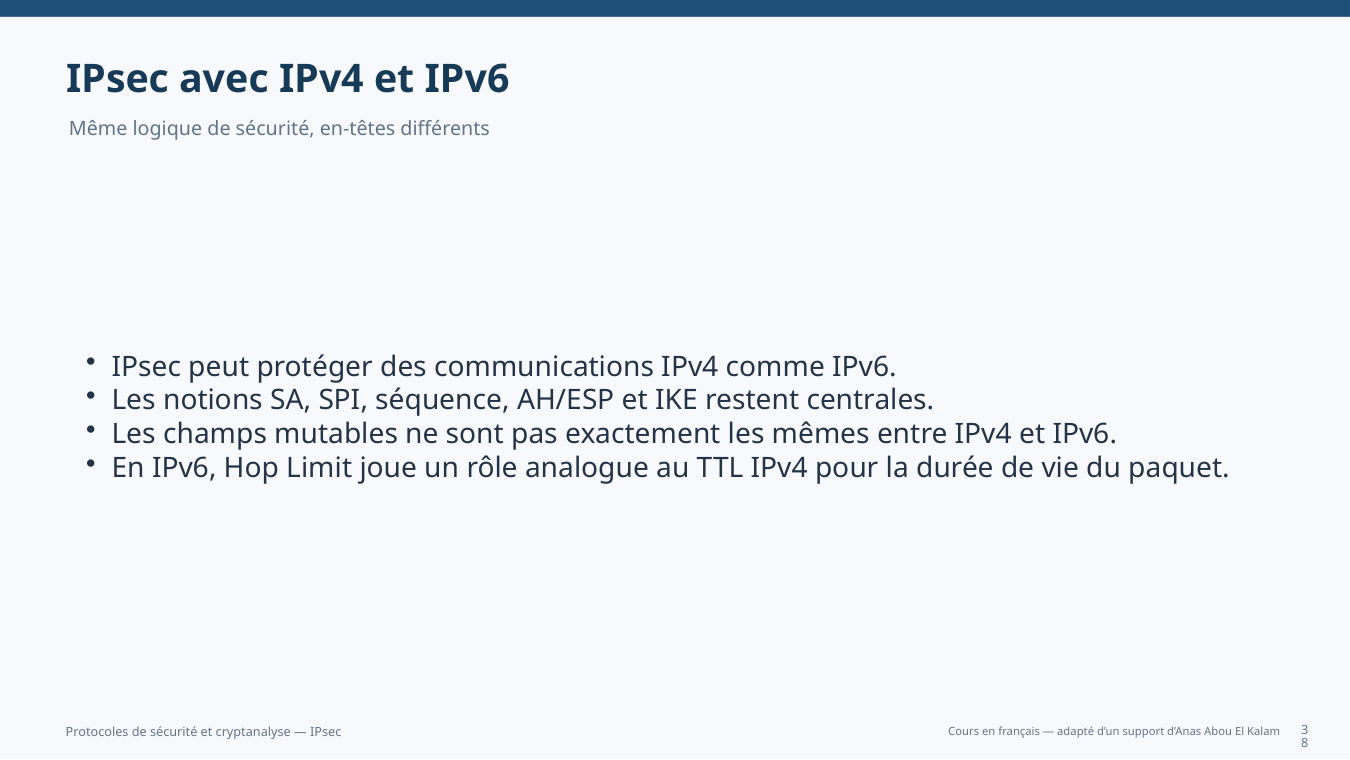 IPsec avec IPv4 et IPv6
Même logique de sécurité, en-têtes différents
• IPsec peut protéger des communications IPv4 comme IPv6.
• Les notions SA, SPI, séquence, AH/ESP et IKE restent centrales.
• Les champs mutables ne sont pas exactement les mêmes entre IPv4 et IPv6.
• En IPv6, Hop Limit joue un rôle analogue au TTL IPv4 pour la durée de vie du paquet.
Protocoles de sécurité et cryptanalyse — IPsec
Cours en français — adapté d’un support d’Anas Abou El Kalam
3
8